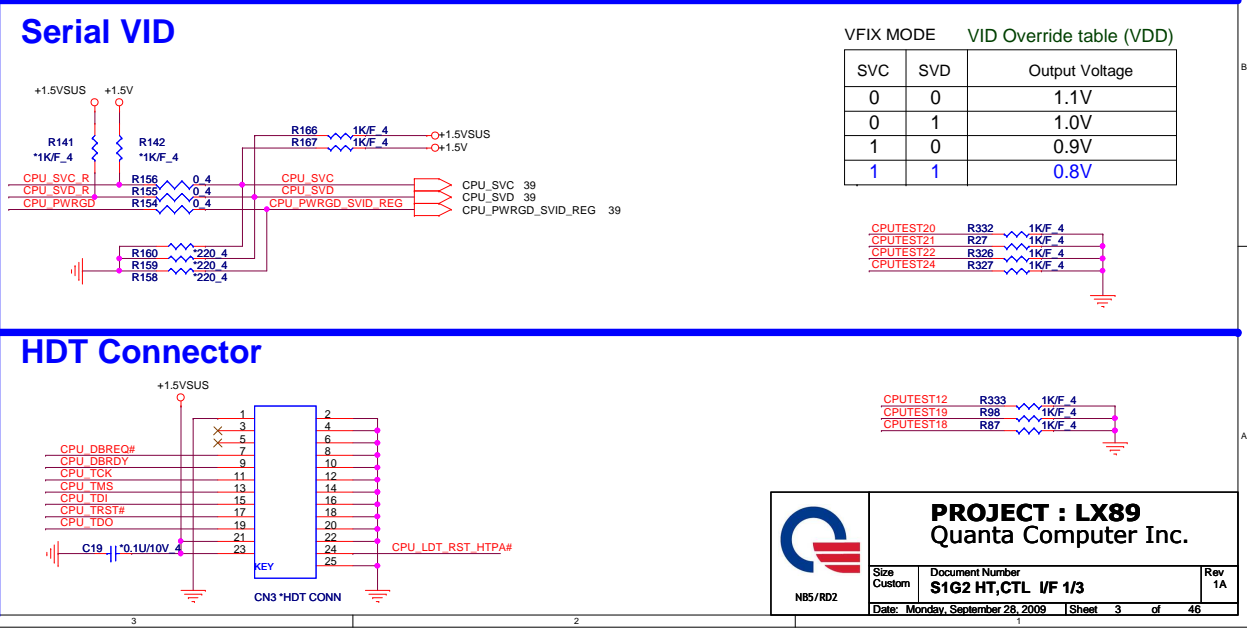 Serial VID
VFIX MODE VID Override table (VDD)
SVC SVD Output Voltage
0 0 1.1V
0 1 1.0V
1 0 0.9V
1 1 0.8V
B
+1.5VSUS +1.5V
R141 R142
*1K/F_4 *1K/F_4
R166 1K/F_4 +1.5VSUS
R167 1K/F_4 +1.5V
CPU_SVC_R R156 0_4 CPU_SVC CPU_SVC 39
CPU_SVD_R R155 0_4 CPU_SVD CPU_SVD 39
CPU_PWRGD R154 0_4 CPU_PWRGD_SVID_REG CPU_PWRGD_SVID_REG 39
R160 *220_4
R159 *220_4
R158 *220_4
CPUTEST20 R332 1K/F_4
CPUTEST21 R27 1K/F_4
CPUTEST22 R326 1K/F_4
CPUTEST24 R327 1K/F_4
HDT Connector
+1.5VSUS
1 2
3 4
5 6
CPU_DBREQ# 7 8
CPU_DBRDY 9 10
CPU_TCK 11 12
CPU_TMS 13 14
CPU_TDI 15 16
CPU_TRST# 17 18
CPU_TDO 19 20
21 22
C19 *0.1U/10V_4 23 24 CPU_LDT_RST_HTPA#
KEY 25
CN3 *HDT CONN
CPUTEST12 R333 1K/F_4
CPUTEST19 R98 1K/F_4
CPUTEST18 R87 1K/F_4
A
PROJECT : LX89
Quanta Computer Inc.
NB5/RD2
Size Document Number Rev
Custom S1G2 HT,CTL I/F 1/3 1A
Date: Monday, September 28, 2009 Sheet 3 of 46
3 2 1